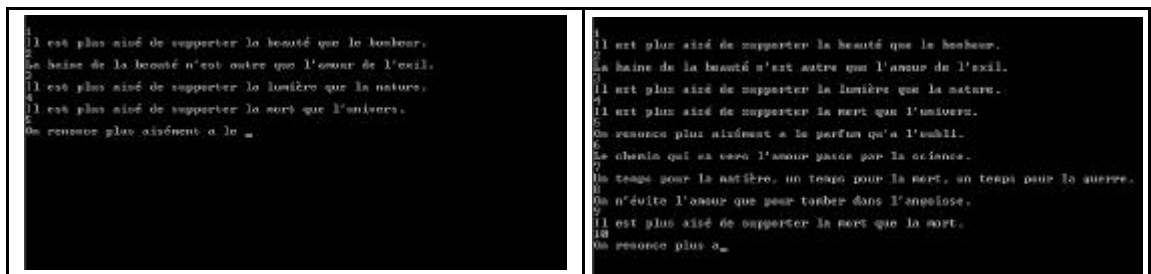 1
Il est plus aisé de supporter la beauté que le bonheur.
2
La haine de la beauté n'est autre que l'amour de l'exil.
3
Il est plus aisé de supporter la lumière que la nature.
4
Il est plus aisé de supporter la mort que l'univers.
5
On renonce plus aisément a le _
1
Il est plus aisé de supporter la beauté que le bonheur.
2
La haine de la beauté n'est autre que l'amour de l'exil.
3
Il est plus aisé de supporter la lumière que la nature.
4
Il est plus aisé de supporter la mort que l'univers.
5
On renonce plus aisément a le parfum qu'a l'oubli.
6
Le chemin qui va vers l'amour passe par la science.
7
Un temps pour la matière, un temps pour la mort, un temps pour la guerre.
8
On n'évite l'amour que pour tomber dans l'angoisse.
9
Il est plus aisé de supporter la mort que la mort.
10
On renonce plus a_